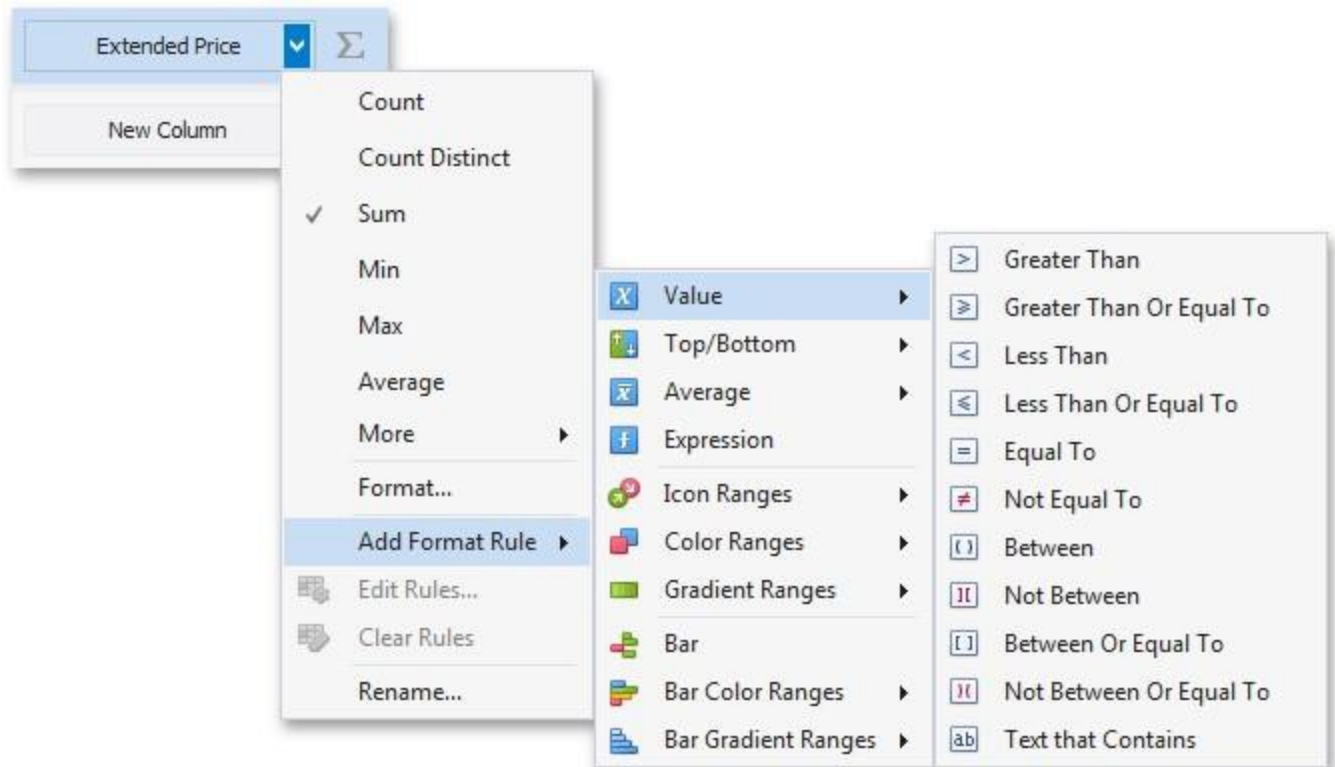 Extended Price
Σ
New Column
Count
Count Distinct
Sum
Min
Max
Average
More
Format...
Add Format Rule
Edit Rules...
Clear Rules
Rename...
Value
Top/Bottom
Average
Expression
Icon Ranges
Color Ranges
Gradient Ranges
Bar
Bar Color Ranges
Bar Gradient Ranges
> Greater Than
⩾ Greater Than Or Equal To
< Less Than
⩽ Less Than Or Equal To
= Equal To
≠ Not Equal To
( ) Between
][ Not Between
[ ] Between Or Equal To
)( Not Between Or Equal To
ab Text that Contains